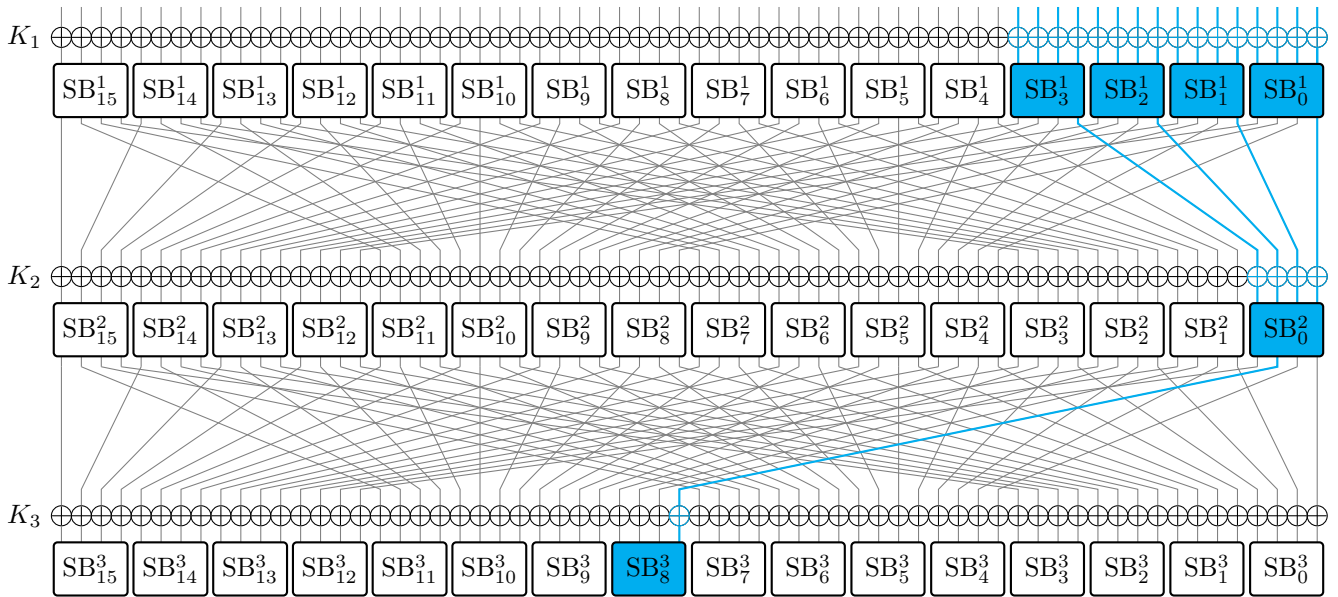 K₁
SB¹₁₅ SB¹₁₄ SB¹₁₃ SB¹₁₂ SB¹₁₁ SB¹₁₀ SB¹₉ SB¹₈ SB¹₇ SB¹₆ SB¹₅ SB¹₄ SB¹₃ SB¹₂ SB¹₁ SB¹₀
K₂
SB²₁₅ SB²₁₄ SB²₁₃ SB²₁₂ SB²₁₁ SB²₁₀ SB²₉ SB²₈ SB²₇ SB²₆ SB²₅ SB²₄ SB²₃ SB²₂ SB²₁ SB²₀
K₃
SB³₁₅ SB³₁₄ SB³₁₃ SB³₁₂ SB³₁₁ SB³₁₀ SB³₉ SB³₈ SB³₇ SB³₆ SB³₅ SB³₄ SB³₃ SB³₂ SB³₁ SB³₀